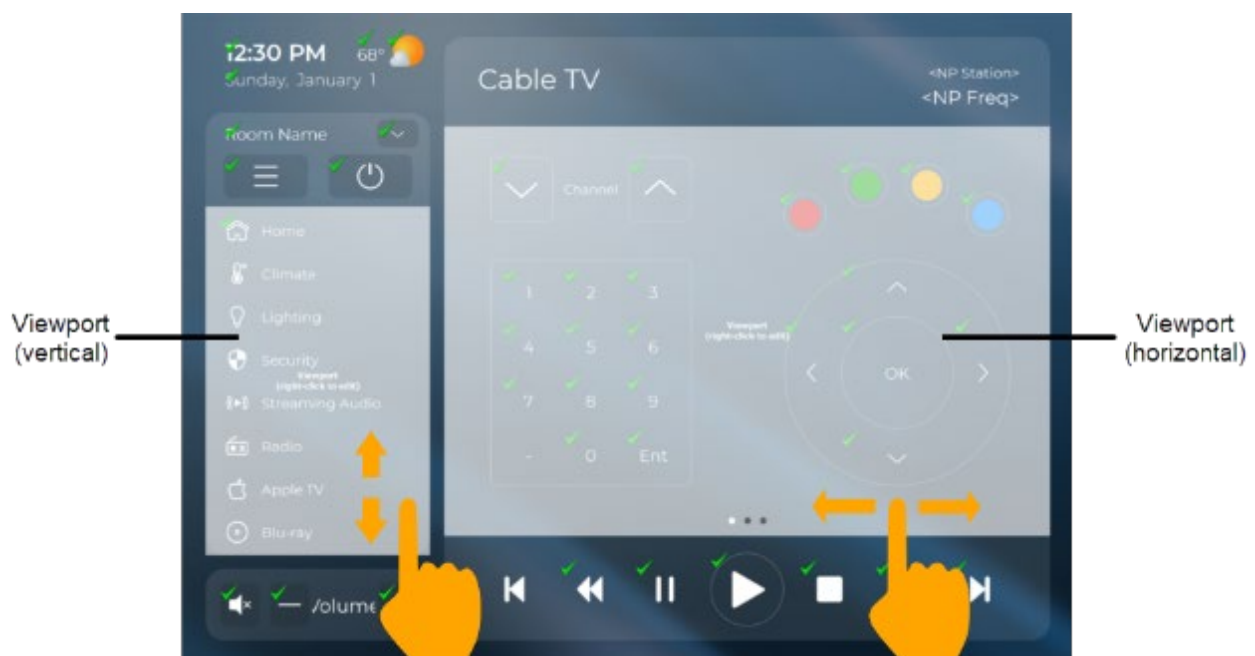 12:30 PM 68°
Sunday, January 1
Room Name
Home
Climate
Lighting
Security
Viewport
(right-click to edit)
Streaming Audio
Radio
Apple TV
Blu-ray
Volume
Cable TV
<NP Station>
<NP Freq>
Channel
1 2 3
4 5 6
7 8 9
- 0 Ent
Viewport
(right-click to edit)
OK
Viewport
(vertical)
Viewport
(horizontal)